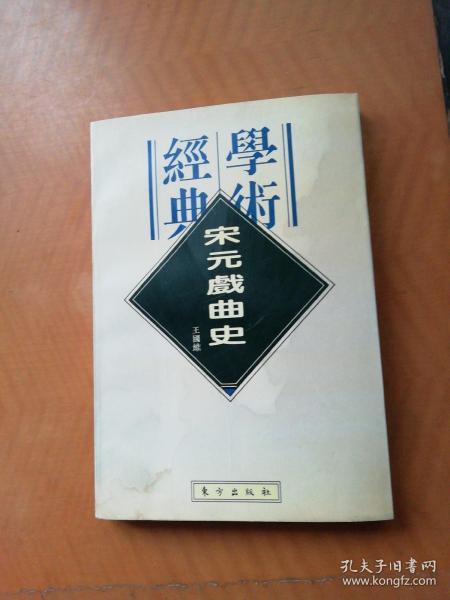 學術
經典
宋元戲曲史
王國維
東方出版社
孔夫子旧书网
www.kongfz.com